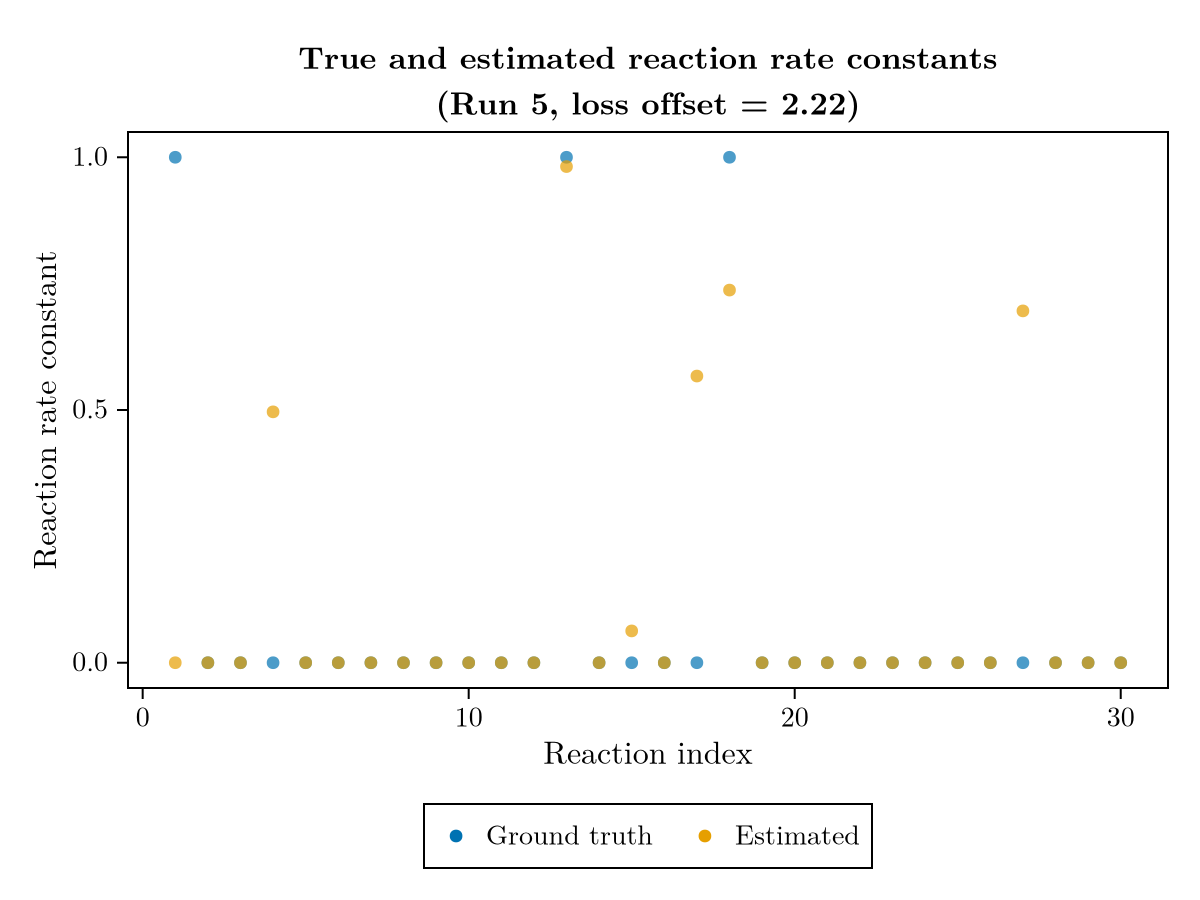 True and estimated reaction rate constants
(Run 5, loss offset = 2.22)
Reaction rate constant
1.0
0.5
0.0
0 10 20 30
Reaction index
Ground truth Estimated